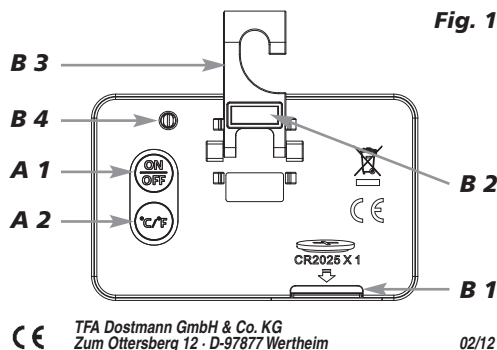 Fig. 1
B 3
B 4
A 1
ON
OFF
A 2
°C/°F
B 2
CE
CR2025 X 1
B 1
CE
TFA Dostmann GmbH & Co. KG
Zum Ottersberg 12 · D-97877 Wertheim
02/12